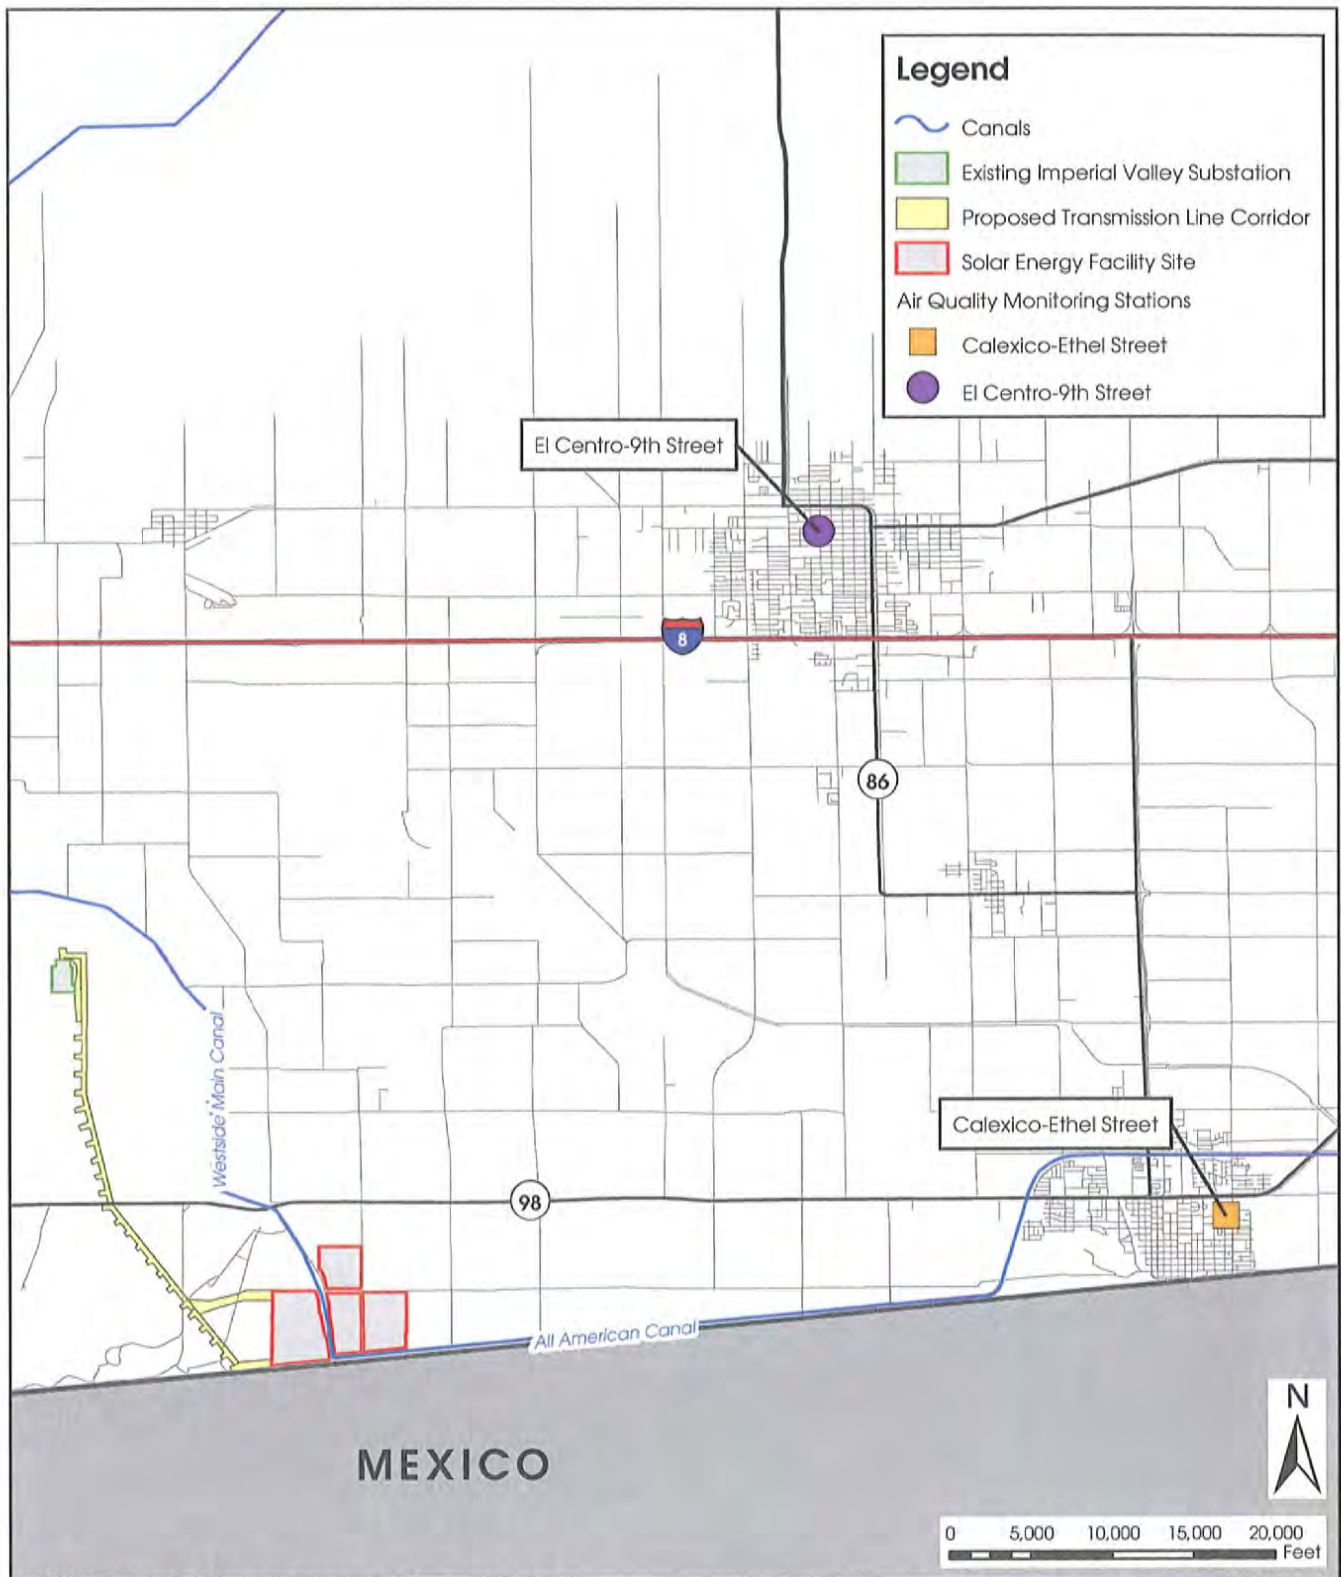 Legend
Canals
Existing Imperial Valley Substation
Proposed Transmission Line Corridor
Solar Energy Facility Site
Air Quality Monitoring Stations
Calexico-Ethel Street
El Centro-9th Street
El Centro-9th Street
8
86
Westside Main Canal
Calexico-Ethel Street
98
All American Canal
MEXICO
N
0 5,000 10,000 15,000 20,000
Feet